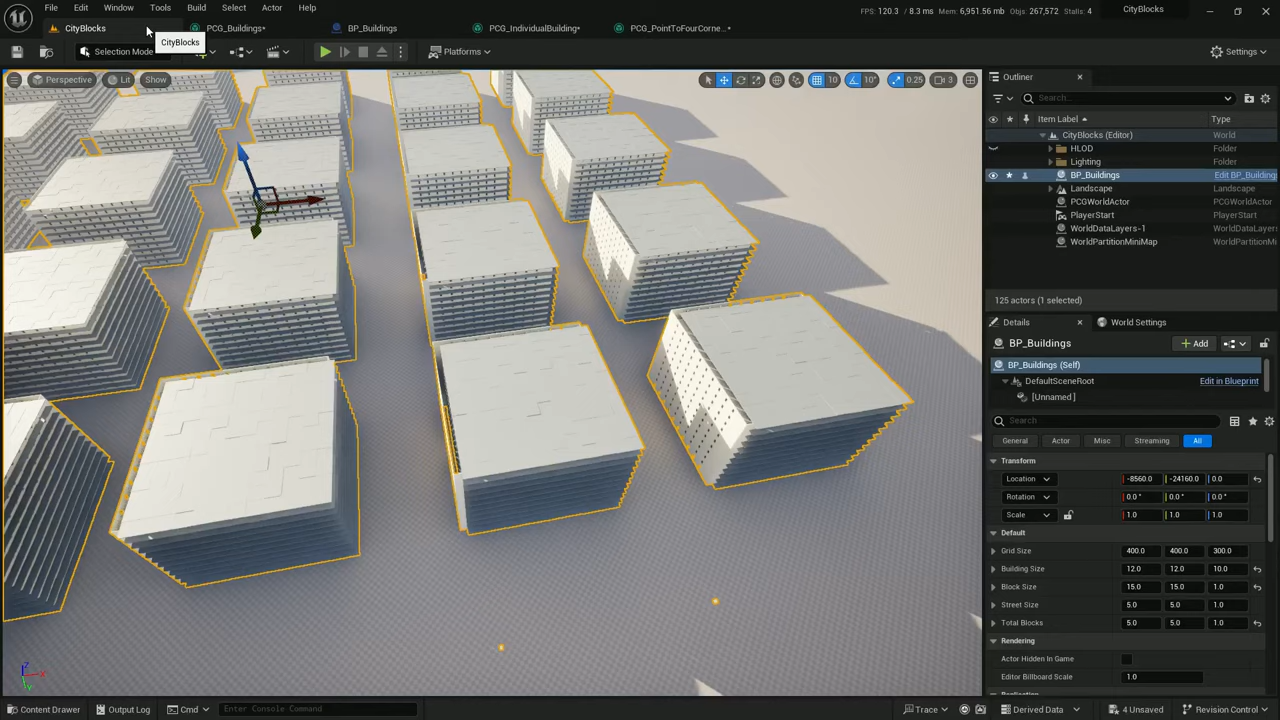 File Edit Window Tools Build Select Actor Help
FPS: 120.3 / 8.3 ms Mem: 6,951.56 mb Objs: 267,572 Stalls: 4
CityBlocks
CityBlocks
PCG_Buildings*
BP_Buildings
PCG_IndividualBuilding*
PCG_PointToFourCorne...*
CityBlocks
Selection Mode
Platforms
Settings
Perspective
Lit
Show
10
10°
0.25
3
Outliner
Search...
Item Label
Type
CityBlocks (Editor)
World
HLOD
Folder
Lighting
Folder
BP_Buildings
Edit BP_Building
Landscape
Landscape
PCGWorldActor
PCGWorldActor
PlayerStart
PlayerStart
WorldDataLayers-1
WorldDataLayers
WorldPartitionMiniMap
WorldPartitionMi
125 actors (1 selected)
Details
World Settings
BP_Buildings
Add
BP_Buildings (Self)
DefaultSceneRoot
Edit in Blueprint
[Unnamed ]
Search
General
Actor
Misc
Streaming
All
Transform
Location
-8560.0
-24160.0
0.0
Rotation
0.0 °
0.0 °
0.0 °
Scale
1.0
1.0
1.0
Default
Grid Size
400.0
400.0
300.0
Building Size
12.0
12.0
10.0
Block Size
15.0
15.0
1.0
Street Size
5.0
5.0
1.0
Total Blocks
5.0
5.0
1.0
Rendering
Actor Hidden In Game
Editor Billboard Scale
1.0
Content Drawer
Output Log
Cmd
Enter Console Command
Trace
Derived Data
4 Unsaved
Revision Control